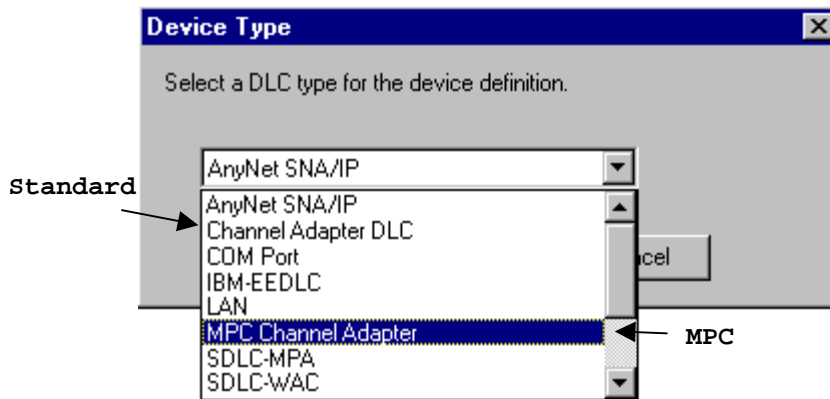 Device Type
Select a DLC type for the device definition.
AnyNet SNA/IP
Standard
AnyNet SNA/IP
Channel Adapter DLC
COM Port
IBM-EEDLC
LAN
MPC Channel Adapter
SDLC-MPA
SDLC-WAC
cel
MPC